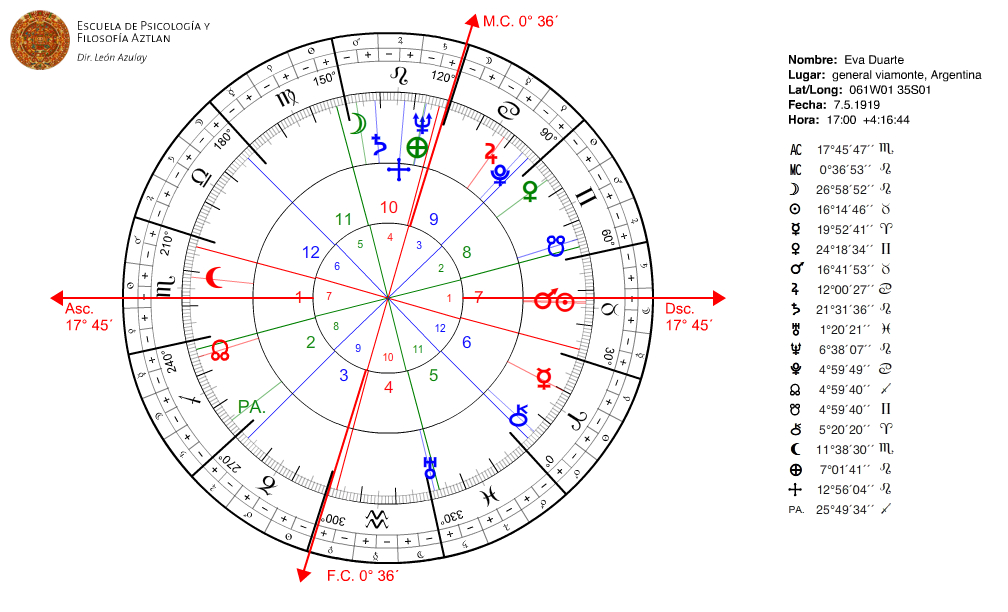 ESCUELA DE PSICOLOGÍA Y
FILOSOFÍA AZTLAN
Dir. León Azulay
M.C. 0° 36´
120°
150°
90°
180°
60°
210°
30°
240°
0°
270°
330°
300°
10
11
9
12
8
1
7
2
6
3
5
4
4
5
3
6
2
7
1
8
12
9
11
10
PA.
Asc.
17° 45´
Dsc.
17° 45´
F.C. 0° 36´
Nombre: Eva Duarte
Lugar: general viamonte, Argentina
Lat/Long: 061W01 35S01
Fecha: 7.5.1919
Hora: 17:00 +4:16:44
AC 17°45´47´´ ♏
MC 0°36´53´´ ♌
☽ 26°58´52´´ ♌
☉ 16°14´46´´ ♉
☿ 19°52´41´´ ♈
♀ 24°18´34´´ ♊
♂ 16°41´53´´ ♉
♃ 12°00´27´´ ♋
♄ 21°31´36´´ ♌
♅ 1°20´21´´ ♓
♆ 6°38´07´´ ♌
♇ 4°59´49´´ ♋
☊ 4°59´40´´ ♐
☋ 4°59´40´´ ♊
⚷ 5°20´20´´ ♈
☾ 11°38´30´´ ♏
⊕ 7°01´41´´ ♌
☩ 12°56´04´´ ♌
PA. 25°49´34´´ ♐